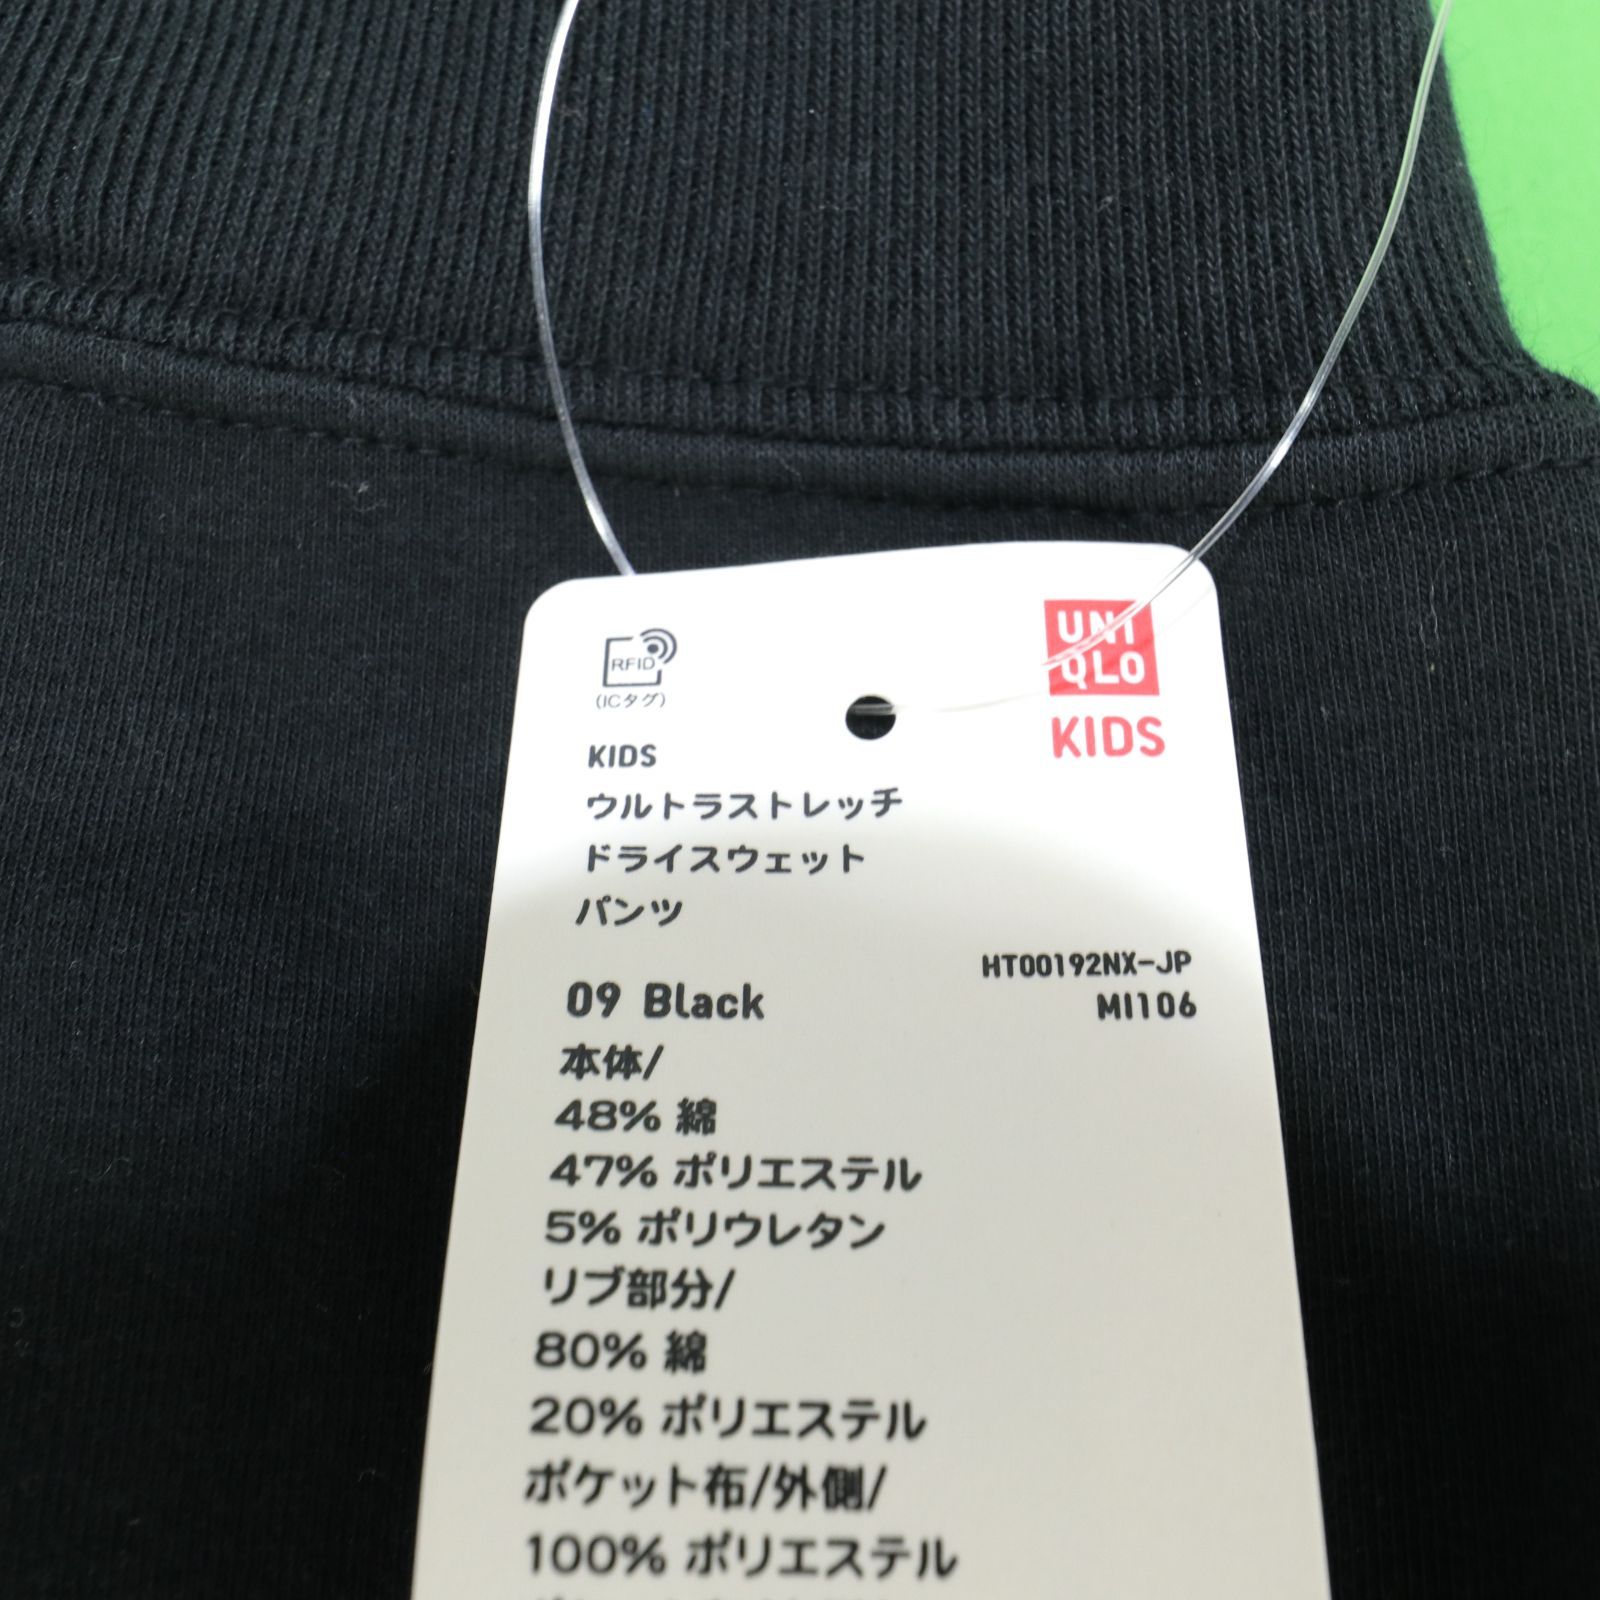 RFID
(ICタグ)
UNI
QLO
KIDS
KIDS
ウルトラストレッチ
ドライスウェット
パンツ
HT00192NX-JP
09 Black
MI106
本体/
48% 綿
47% ポリエステル
5% ポリウレタン
リブ部分/
80% 綿
20% ポリエステル
ポケット布/外側/
100% ポリエステル